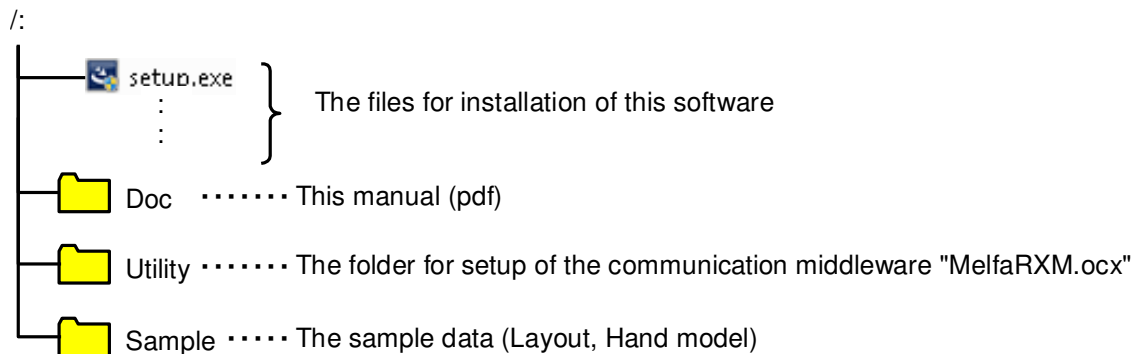 /:
setup.exe
:
:
The files for installation of this software
Doc ······· This manual (pdf)
Utility ······· The folder for setup of the communication middleware "MelfaRXM.ocx"
Sample ····· The sample data (Layout, Hand model)